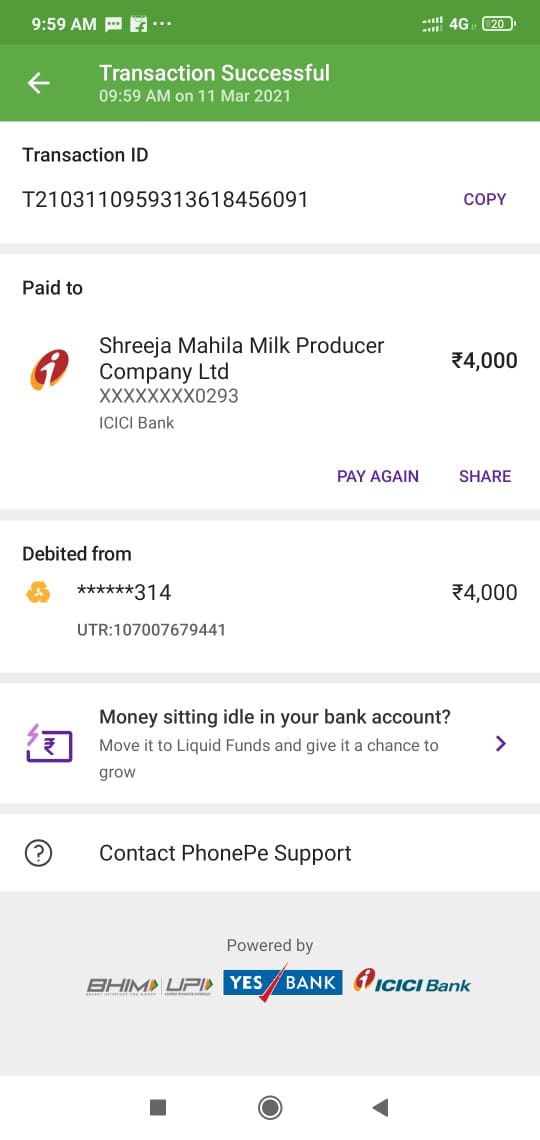 9:59 AM ...
4G 20
Transaction Successful
09:59 AM on 11 Mar 2021
Transaction ID
T2103110959313618456091
COPY
Paid to
Shreeja Mahila Milk Producer
Company Ltd
₹4,000
XXXXXXXX0293
ICICI Bank
PAY AGAIN SHARE
Debited from
******314
₹4,000
UTR:107007679441
Money sitting idle in your bank account?
Move it to Liquid Funds and give it a chance to
grow
Contact PhonePe Support
Powered by
BHIM UPI YES BANK ICICI Bank